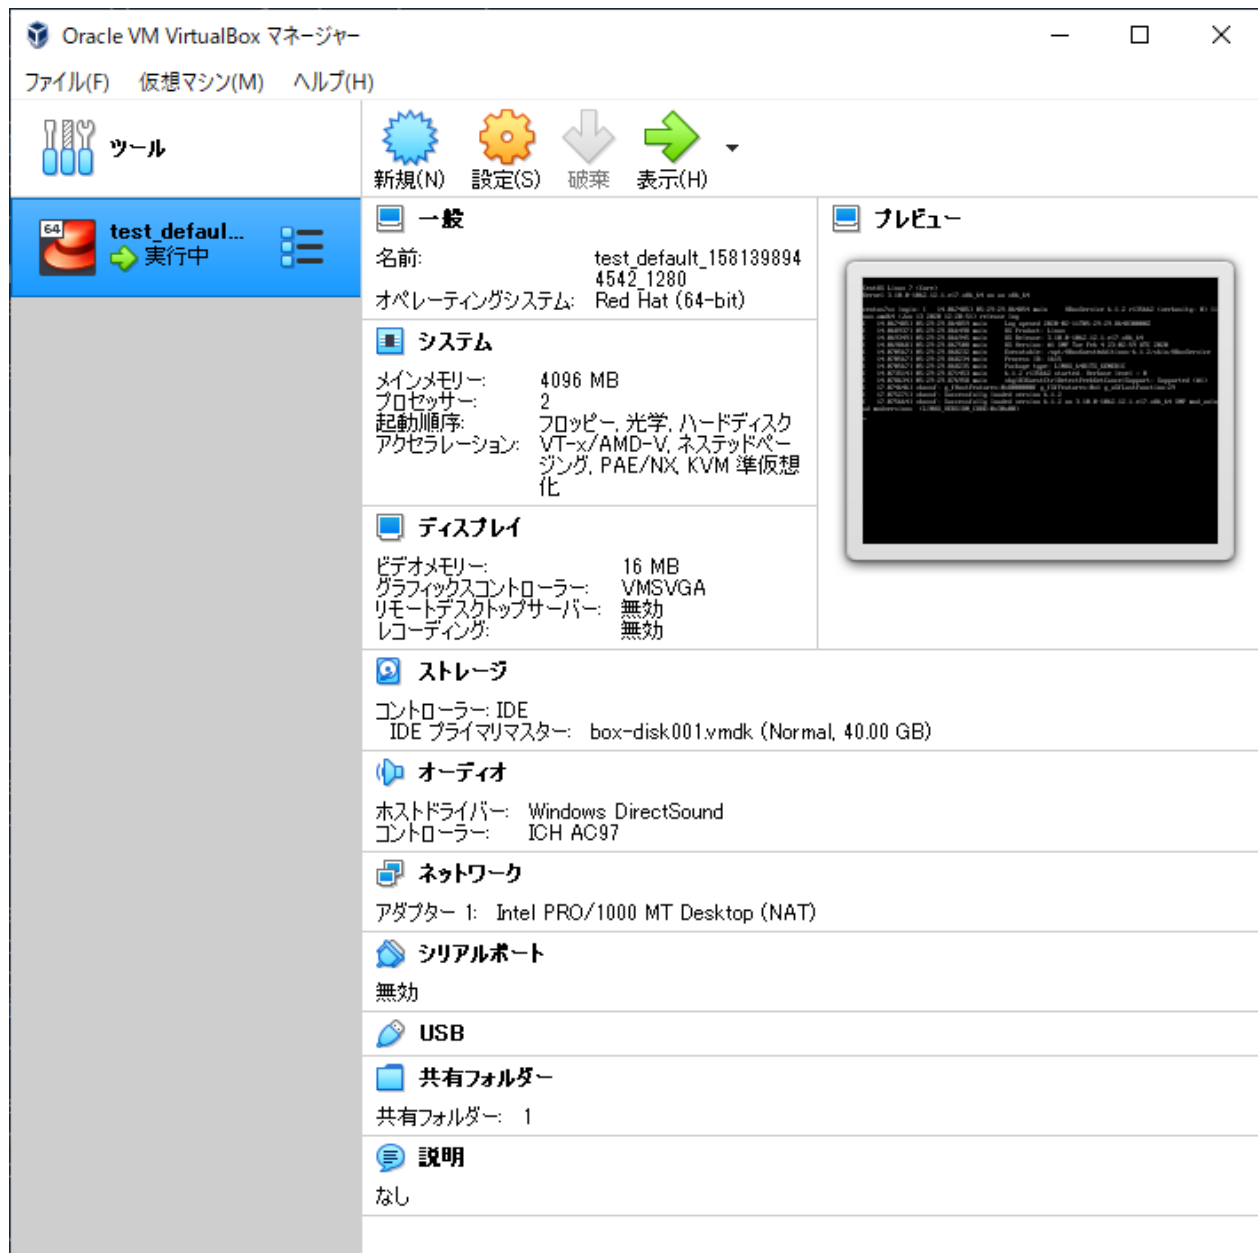 Oracle VM VirtualBox マネージャー
ファイル(F) 仮想マシン(M) ヘルプ(H)
ツール
新規(N) 設定(S) 破棄 表示(H)
64
test_defaul...
実行中
一般
名前: test_default_158139894
4542_1280
オペレーティングシステム: Red Hat (64-bit)
プレビュー
システム
メインメモリー: 4096 MB
プロセッサー: 2
起動順序: フロッピー, 光学, ハードディスク
アクセラレーション: VT-x/AMD-V, ネステッドペー
ジング, PAE/NX, KVM 準仮想
化
ディスプレイ
ビデオメモリー: 16 MB
グラフィックスコントローラー: VMSVGA
リモートデスクトップサーバー: 無効
レコーディング: 無効
ストレージ
コントローラー: IDE
IDE プライマリマスター: box-disk001.vmdk (Normal, 40.00 GB)
オーディオ
ホストドライバー: Windows DirectSound
コントローラー: ICH AC97
ネットワーク
アダプター 1: Intel PRO/1000 MT Desktop (NAT)
シリアルポート
無効
USB
共有フォルダー
共有フォルダー: 1
説明
なし